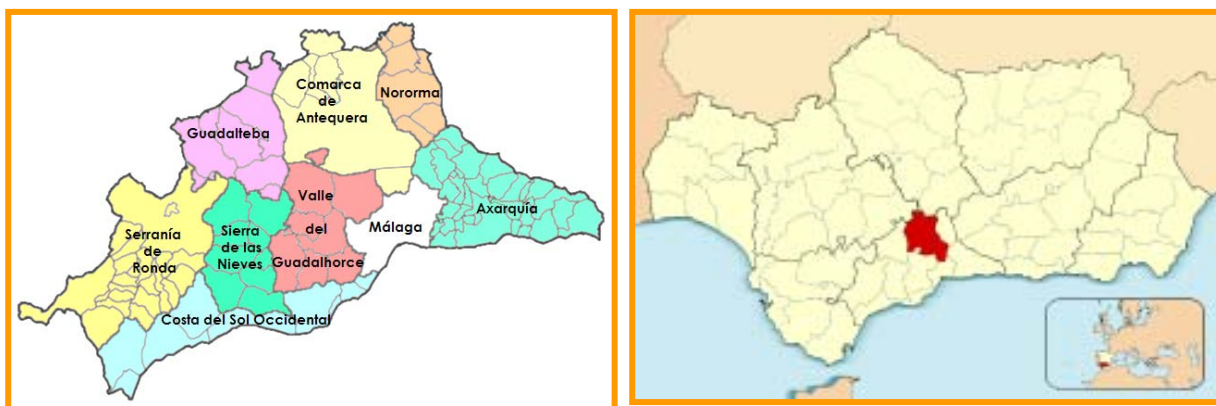 Comarca
de
Antequera
Nororma
Guadalteba
Valle
del
Guadalhorce
Málaga
Axarquía
Serranía
de
Ronda
Sierra
de las
Nieves
Costa del Sol Occidental